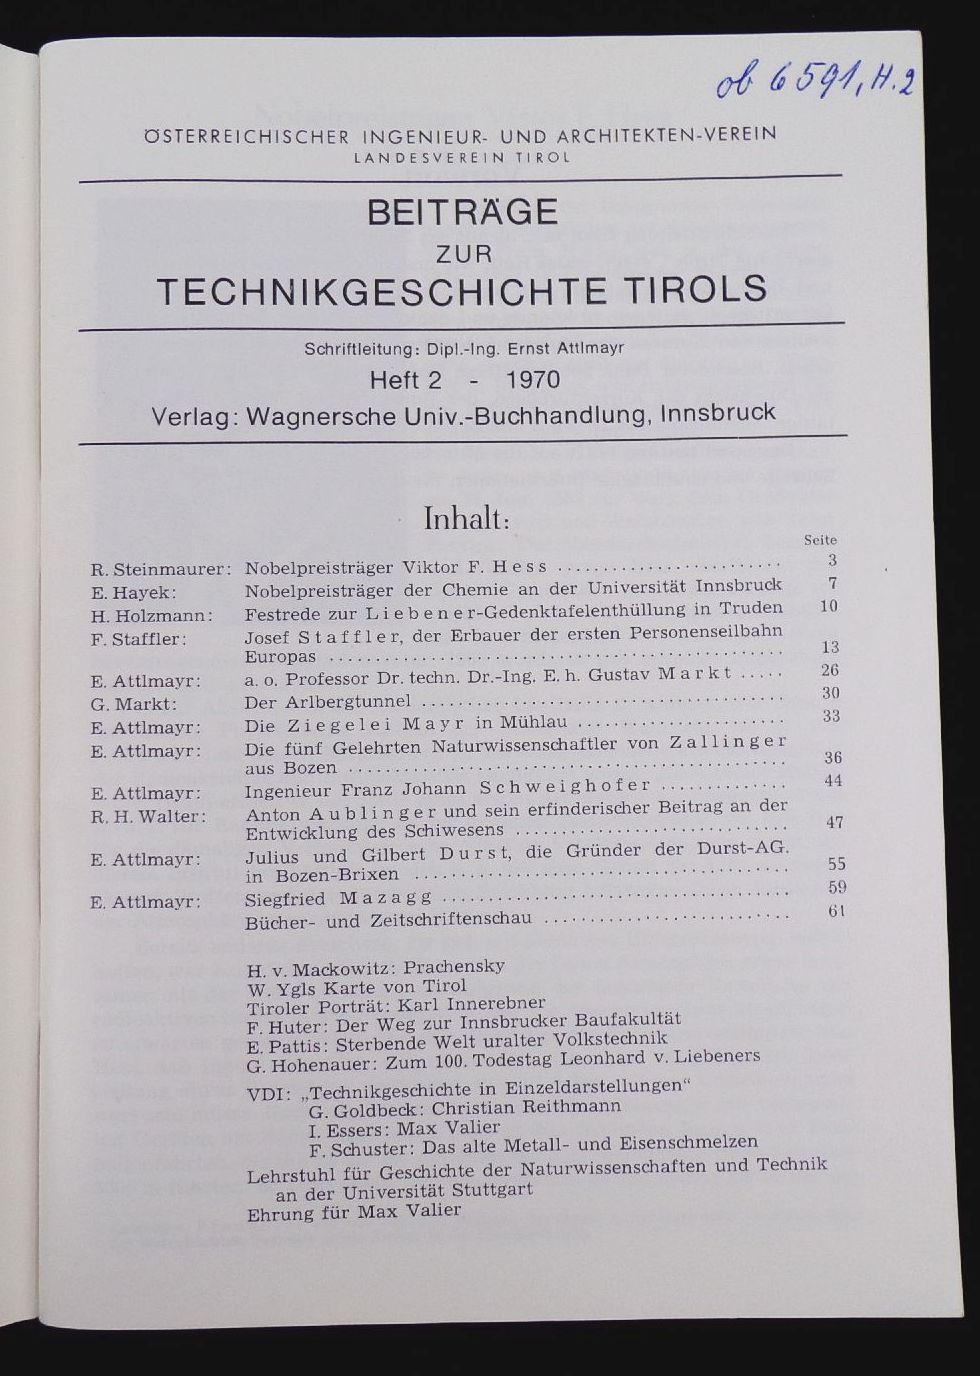 ob 6591, H.2
ÖSTERREICHISCHER INGENIEUR- UND ARCHITEKTEN-VEREIN
LANDESVEREIN TIROL
BEITRÄGE
ZUR
TECHNIKGESCHICHTE TIROLS
Schriftleitung: Dipl.-Ing. Ernst Attlmayr
Heft 2 - 1970
Verlag: Wagnersche Univ.-Buchhandlung, Innsbruck
Inhalt:
Seite
R. Steinmaurer: Nobelpreisträger Viktor F. Hess ........................ 3
E. Hayek: Nobelpreisträger der Chemie an der Universität Innsbruck 7
H. Holzmann: Festrede zur Liebener-Gedenktafelenthüllung in Truden 10
F. Staffler: Josef Staffler, der Erbauer der ersten Personenseilbahn
Europas ................................................ 13
E. Attlmayr: a. o. Professor Dr. techn. Dr.-Ing. E. h. Gustav Markt ..... 26
G. Markt: Der Arlbergtunnel ...................................... 30
E. Attlmayr: Die Ziegelei Mayr in Mühlau ....................... 33
E. Attlmayr: Die fünf Gelehrten Naturwissenschaftler von Zallinger
aus Bozen .............................................. 36
E. Attlmayr: Ingenieur Franz Johann Schweighofer .............. 44
R. H. Walter: Anton Aublinger und sein erfinderischer Beitrag an der
Entwicklung des Schiwesens .............................. 47
E. Attlmayr: Julius und Gilbert Durst, die Gründer der Durst-AG.
in Bozen-Brixen ........................................ 55
E. Attlmayr: Siegfried Mazagg ..................................... 59
Bücher- und Zeitschriftenschau ........................... 61
H. v. Mackowitz: Prachensky
W. Ygls Karte von Tirol
Tiroler Porträt: Karl Innerebner
F. Huter: Der Weg zur Innsbrucker Baufakultät
E. Pattis: Sterbende Welt uralter Volkstechnik
G. Hohenauer: Zum 100. Todestag Leonhard v. Liebeners
VDI: „Technikgeschichte in Einzeldarstellungen“
G. Goldbeck: Christian Reithmann
I. Essers: Max Valier
F. Schuster: Das alte Metall- und Eisenschmelzen
Lehrstuhl für Geschichte der Naturwissenschaften und Technik
an der Universität Stuttgart
Ehrung für Max Valier